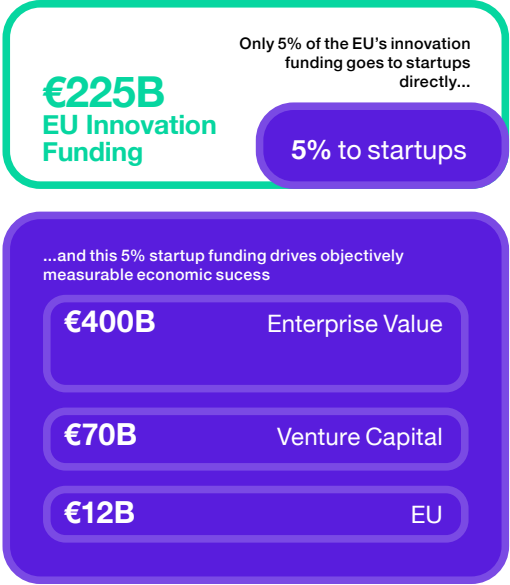 Only 5% of the EU's innovation
funding goes to startups
directly...
€225B
EU Innovation
Funding
5% to startups
...and this 5% startup funding drives objectively
measurable economic sucess
€400B Enterprise Value
€70B Venture Capital
€12B EU